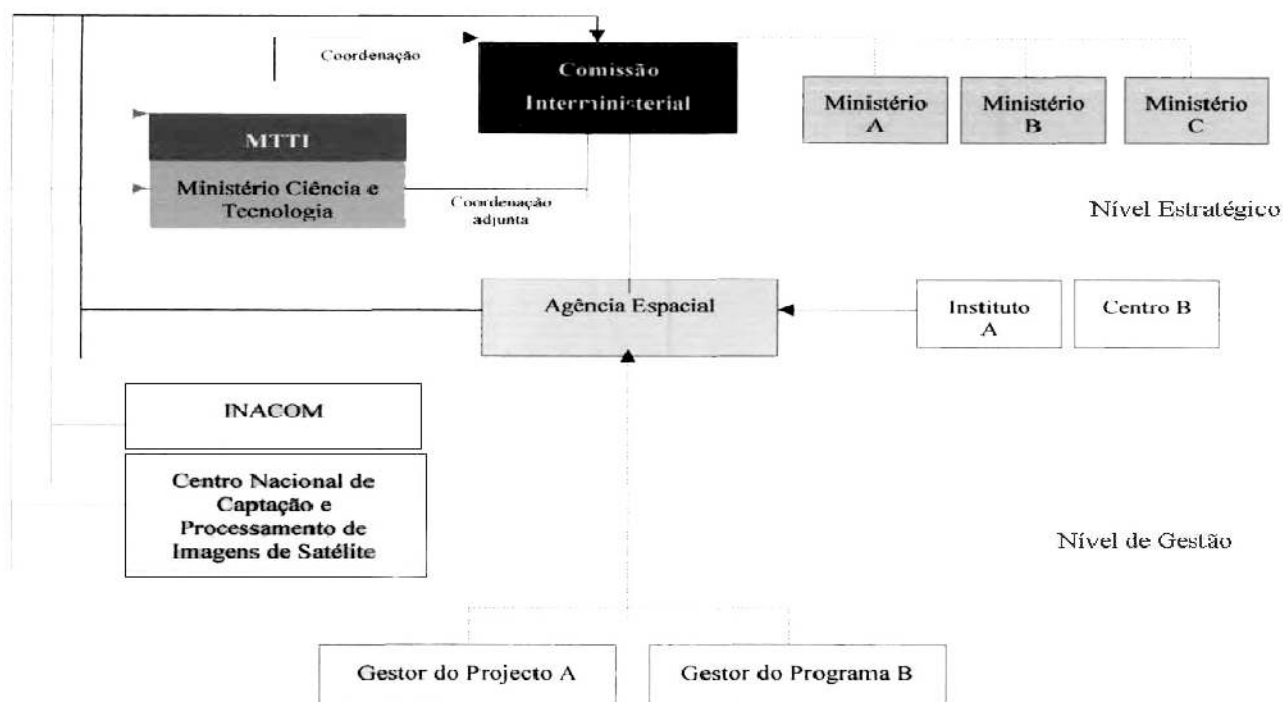 Coordenação
Comissão
Interministerial
Ministério
A
Ministério
B
Ministério
C
MTTI
Ministério Ciência e
Tecnologia
Coordenação
adjunta
Nível Estratégico
Agência Espacial
Instituto
A
Centro B
INACOM
Centro Nacional de
Captação e
Processamento de
Imagens de Satélite
Nível de Gestão
Gestor do Projecto A
Gestor do Programa B